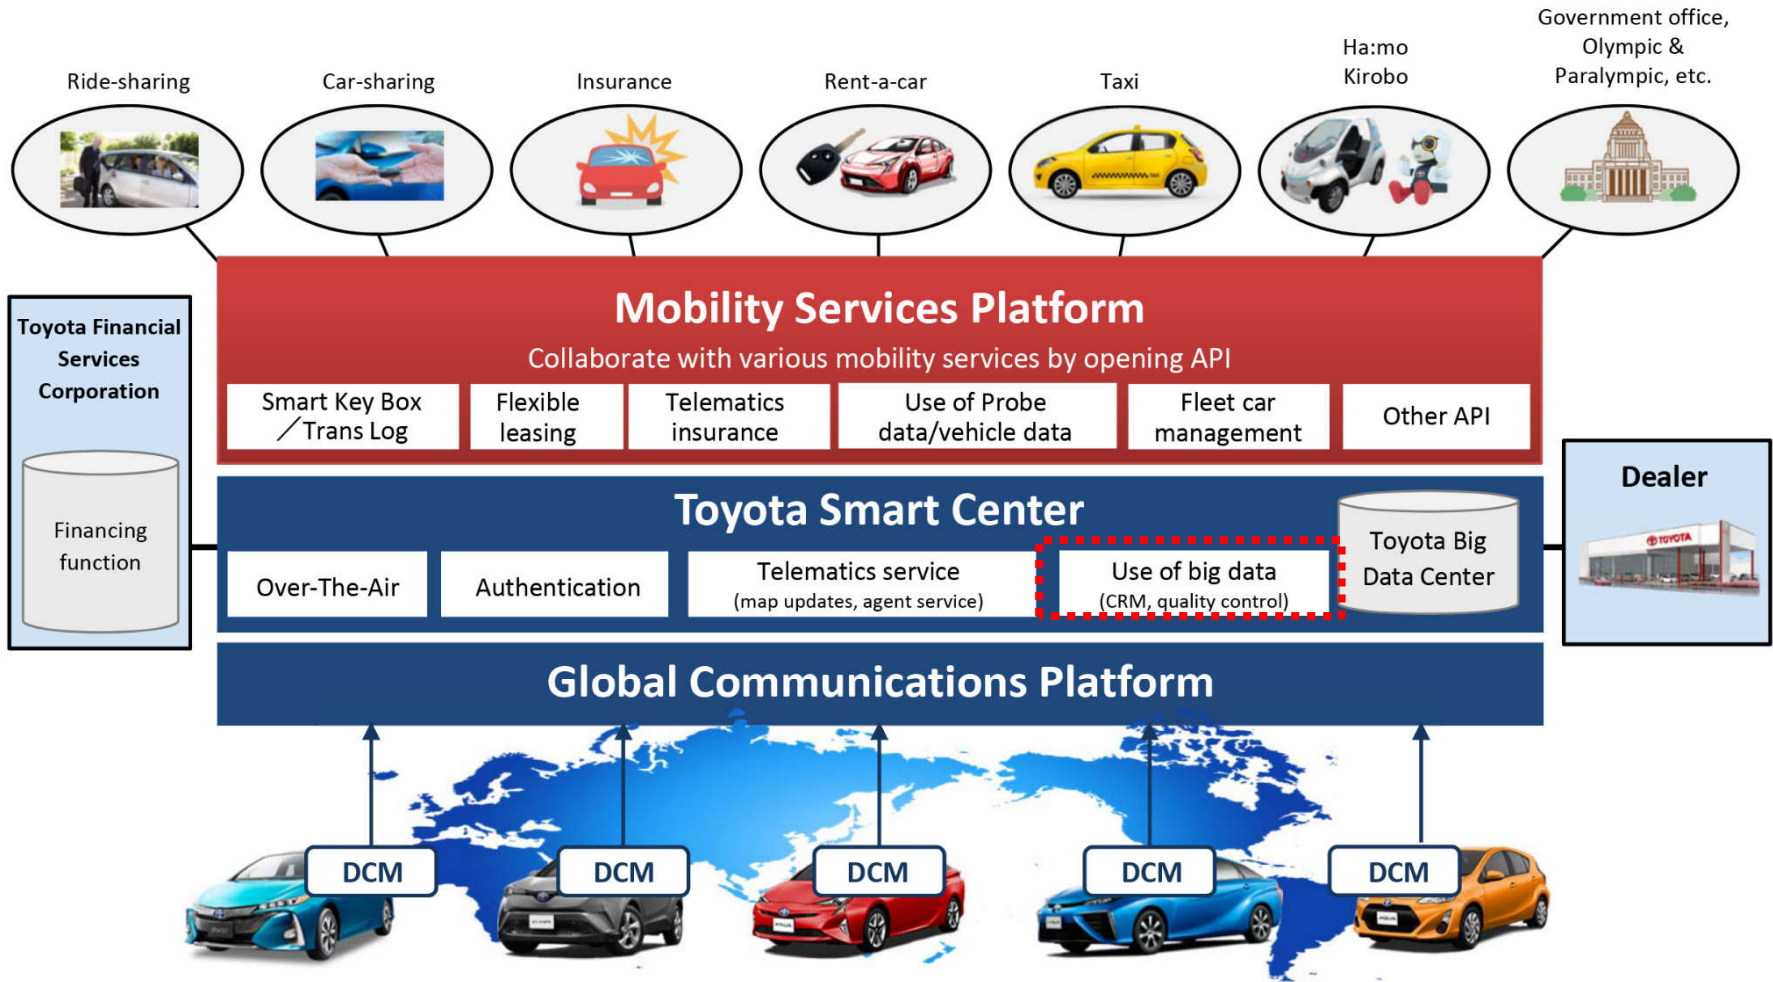 Ride-sharing
Car-sharing
Insurance
Rent-a-car
Taxi
Ha:mo
Kirobo
Government office,
Olympic &
Paralympic, etc.
TAXI
Mobility Services Platform
Collaborate with various mobility services by opening API
Smart Key Box
／Trans Log
Flexible
leasing
Telematics
insurance
Use of Probe
data/vehicle data
Fleet car
management
Other API
Toyota Financial
Services
Corporation
Financing
function
Toyota Smart Center
Over-The-Air
Authentication
Telematics service
(map updates, agent service)
Use of big data
(CRM, quality control)
Toyota Big
Data Center
Dealer
TOYOTA
Global Communications Platform
DCM
DCM
DCM
DCM
DCM